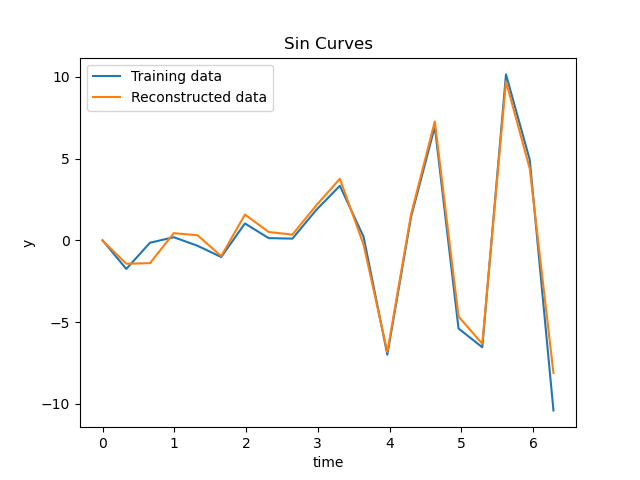 Sin Curves
Training data
Reconstructed data
10
5
0
−5
−10
y
0 1 2 3 4 5 6
time